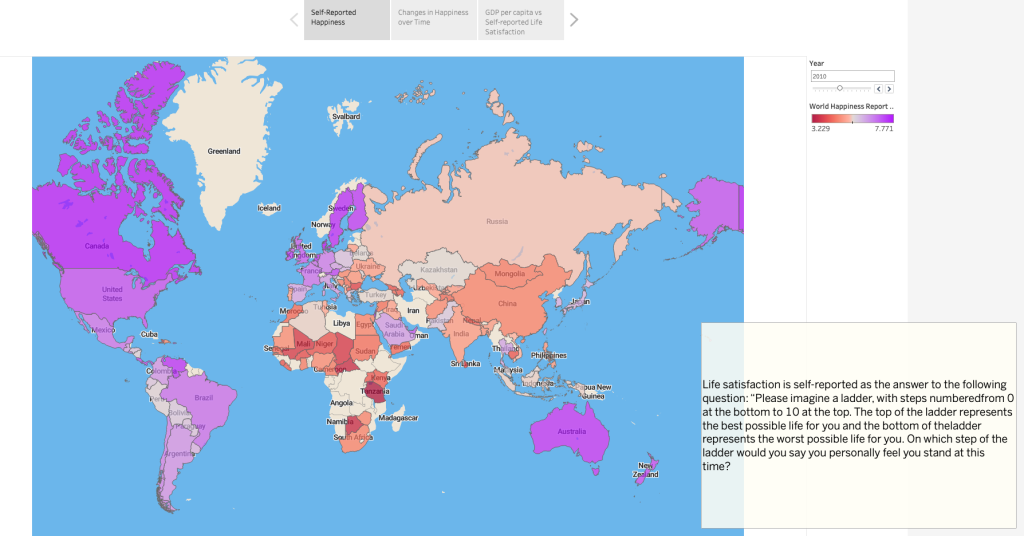 Self-Reported
Happiness
Changes in Happiness
over Time
GDP per capita vs
Self-reported Life
Satisfaction
Year
2010
World Happiness Report ..
3.229 7.771
Svalbard
Greenland
Iceland
Sweden
Norway
Russia
Canada
United
Kingdom
Belarus
Ukraine
France
Kazakhstan
Mongolia
United
States
Spain
Italy
Uzbekistan
Turkey
China
Japan
Morocco
Tunisia
Iran
Iraq
Mexico
Cuba
Libya
Egypt
Saudi
Arabia
Oman
Pakistan
Nepal
India
Senegal
Mali
Niger
Sudan
Yemen
Thailand
Philippines
Sri Lanka
Malaysia
Colombia
Cameroon
Kenya
Indonesia
Papua New
Guinea
Peru
Brazil
Tanzania
Angola
Bolivia
Madagascar
Paraguay
Namibia
Australia
South Africa
Argentina
New
Zealand
Life satisfaction is self-reported as the answer to the following
question: “Please imagine a ladder, with steps numberedfrom 0
at the bottom to 10 at the top. The top of the ladder represents
the best possible life for you and the bottom of theladder
represents the worst possible life for you. On which step of the
ladder would you say you personally feel you stand at this
time?